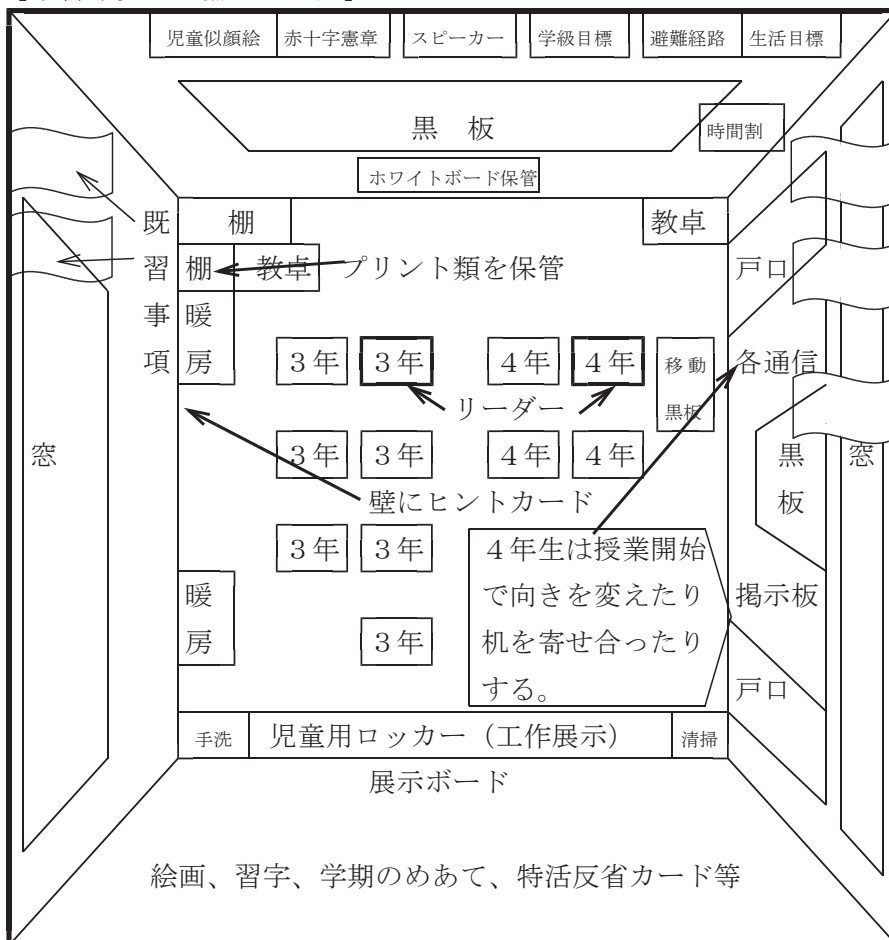 児童似顔絵 赤十字憲章 スピーカー 学級目標 避難経路 生活目標
黒 板
時間割
ホワイトボード保管
既習事項
棚
教卓
棚 教卓 プリント類を保管
戸口
暖房
3年 3年 4年 4年
移動黒板
各通信
リーダー
窓
3年 3年 4年 4年
黒板
窓
壁にヒントカード
3年 3年
4年生は授業開始
で向きを変えたり
机を寄せ合ったり
する。
暖房
3年
掲示板
戸口
手洗 児童用ロッカー(工作展示) 清掃
展示ボード
絵画、習字、学期のめあて、特活反省カード等